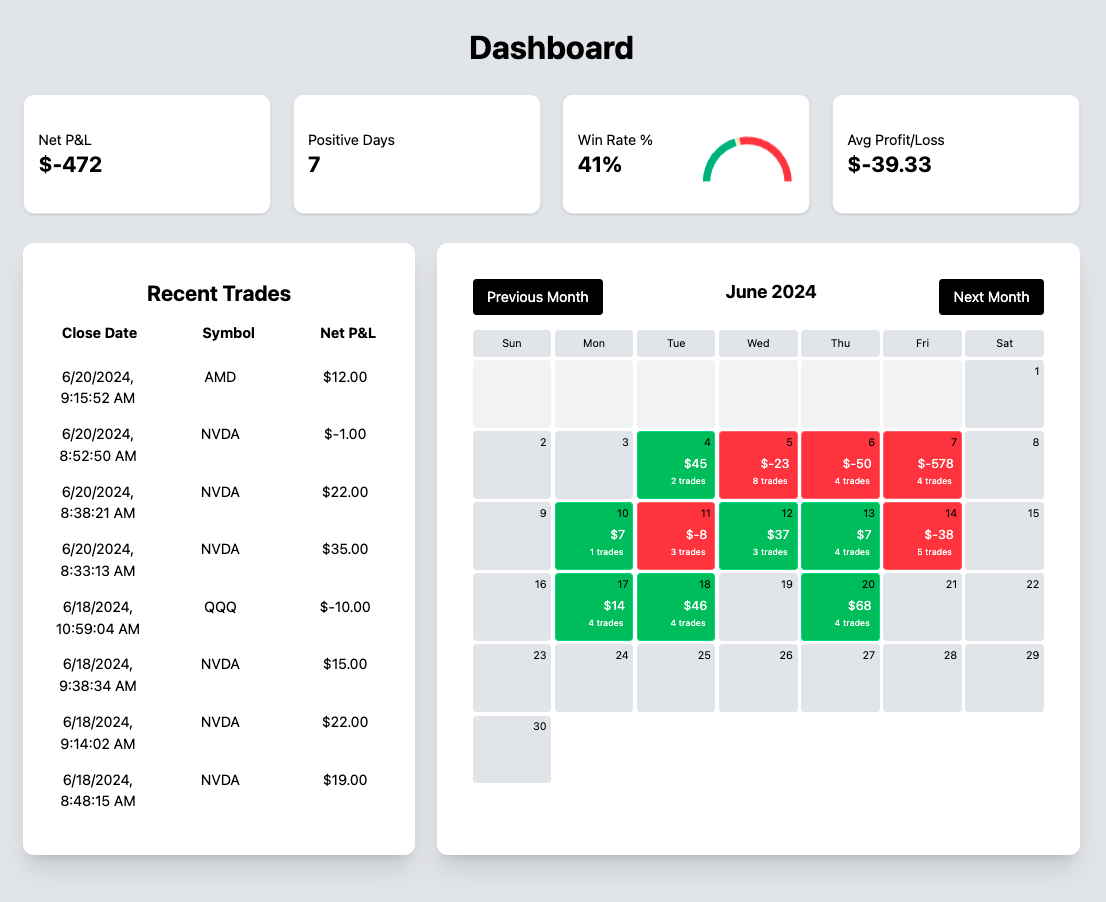 Dashboard
Net P&L
$-472
Positive Days
7
Win Rate %
41%
Avg Profit/Loss
$-39.33
Recent Trades
Close Date Symbol Net P&L
6/20/2024, AMD $12.00
9:15:52 AM
6/20/2024, NVDA $-1.00
8:52:50 AM
6/20/2024, NVDA $22.00
8:38:21 AM
6/20/2024, NVDA $35.00
8:33:13 AM
6/18/2024, QQQ $-10.00
10:59:04 AM
6/18/2024, NVDA $15.00
9:38:34 AM
6/18/2024, NVDA $22.00
9:14:02 AM
6/18/2024, NVDA $19.00
8:48:15 AM
Previous Month June 2024 Next Month
Sun Mon Tue Wed Thu Fri Sat
1
2 3 4 5 6 7 8
$45 $-23 $-50 $-578
2 trades 8 trades 4 trades 4 trades
9 10 11 12 13 14 15
$7 $-8 $37 $7 $-38
1 trades 3 trades 3 trades 4 trades 5 trades
16 17 18 19 20 21 22
$14 $46 $68
4 trades 4 trades 4 trades
23 24 25 26 27 28 29
30